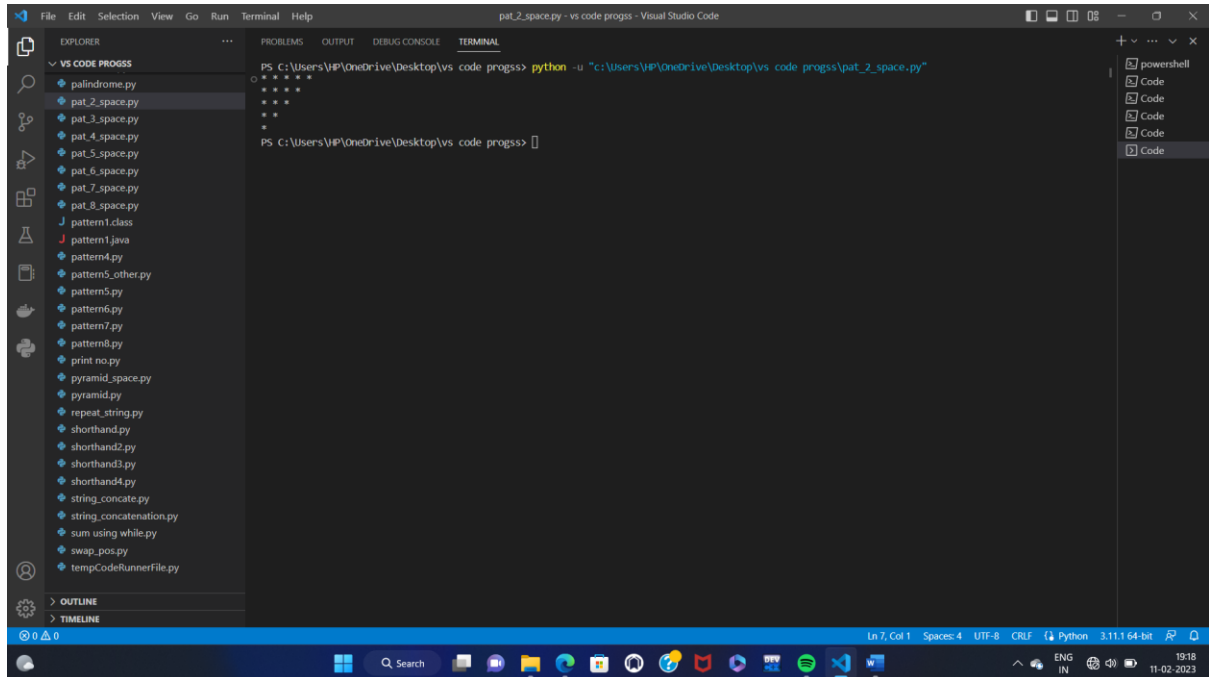 File Edit Selection View Go Run Terminal Help pat_2_space.py - vs code progss - Visual Studio Code
EXPLORER ...
VS CODE PROGSS
palindrome.py
pat_2_space.py
pat_3_space.py
pat_4_space.py
pat_5_space.py
pat_6_space.py
pat_7_space.py
pat_8_space.py
J pattern1.class
J pattern1.java
pattern4.py
pattern5_other.py
pattern5.py
pattern6.py
pattern7.py
pattern8.py
print no.py
pyramid_space.py
pyramid.py
repeat_string.py
shorthand.py
shorthand2.py
shorthand3.py
shorthand4.py
string_concate.py
string_concatenation.py
sum using while.py
swap_pos.py
tempCodeRunnerFile.py
OUTLINE
TIMELINE
PROBLEMS OUTPUT DEBUG CONSOLE TERMINAL
PS C:\Users\HP\OneDrive\Desktop\vs code progss> python -u "c:\Users\HP\OneDrive\Desktop\vs code progss\pat_2_space.py"
* * * * *
* * * *
* * *
* *
*
PS C:\Users\HP\OneDrive\Desktop\vs code progss>
powershell
Code
Code
Code
Code
Code
0 0 Ln 7, Col 1 Spaces: 4 UTF-8 CRLF Python 3.11.1 64-bit
Search DEV W ENG 19:18
IN 11-02-2023